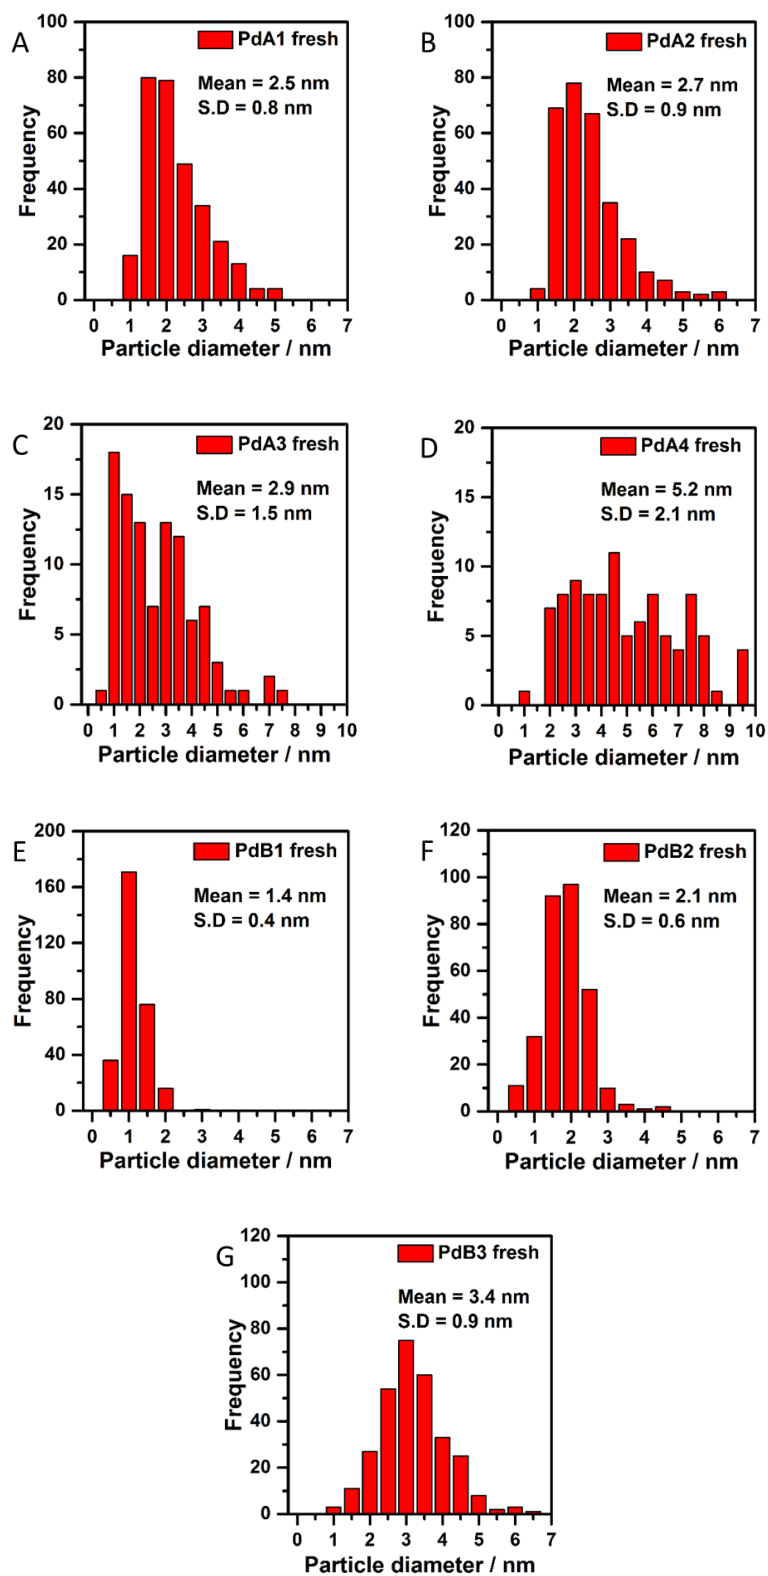 A
PdA1 fresh
Mean = 2.5 nm
S.D = 0.8 nm
Frequency
100
80
60
40
20
0
0 1 2 3 4 5 6 7
Particle diameter / nm
B
PdA2 fresh
Mean = 2.7 nm
S.D = 0.9 nm
Frequency
100
80
60
40
20
0
0 1 2 3 4 5 6 7
Particle diameter / nm
C
PdA3 fresh
Mean = 2.9 nm
S.D = 1.5 nm
Frequency
20
15
10
5
0
0 1 2 3 4 5 6 7 8 9 10
Particle diameter / nm
D
PdA4 fresh
Mean = 5.2 nm
S.D = 2.1 nm
Frequency
20
15
10
5
0
0 1 2 3 4 5 6 7 8 9 10
Particle diameter / nm
E
PdB1 fresh
Mean = 1.4 nm
S.D = 0.4 nm
Frequency
200
160
120
80
40
0
0 1 2 3 4 5 6 7
Particle diameter / nm
F
PdB2 fresh
Mean = 2.1 nm
S.D = 0.6 nm
Frequency
120
100
80
60
40
20
0
0 1 2 3 4 5 6 7
Particle diameter / nm
G
PdB3 fresh
Mean = 3.4 nm
S.D = 0.9 nm
Frequency
120
100
80
60
40
20
0
0 1 2 3 4 5 6 7
Particle diameter / nm